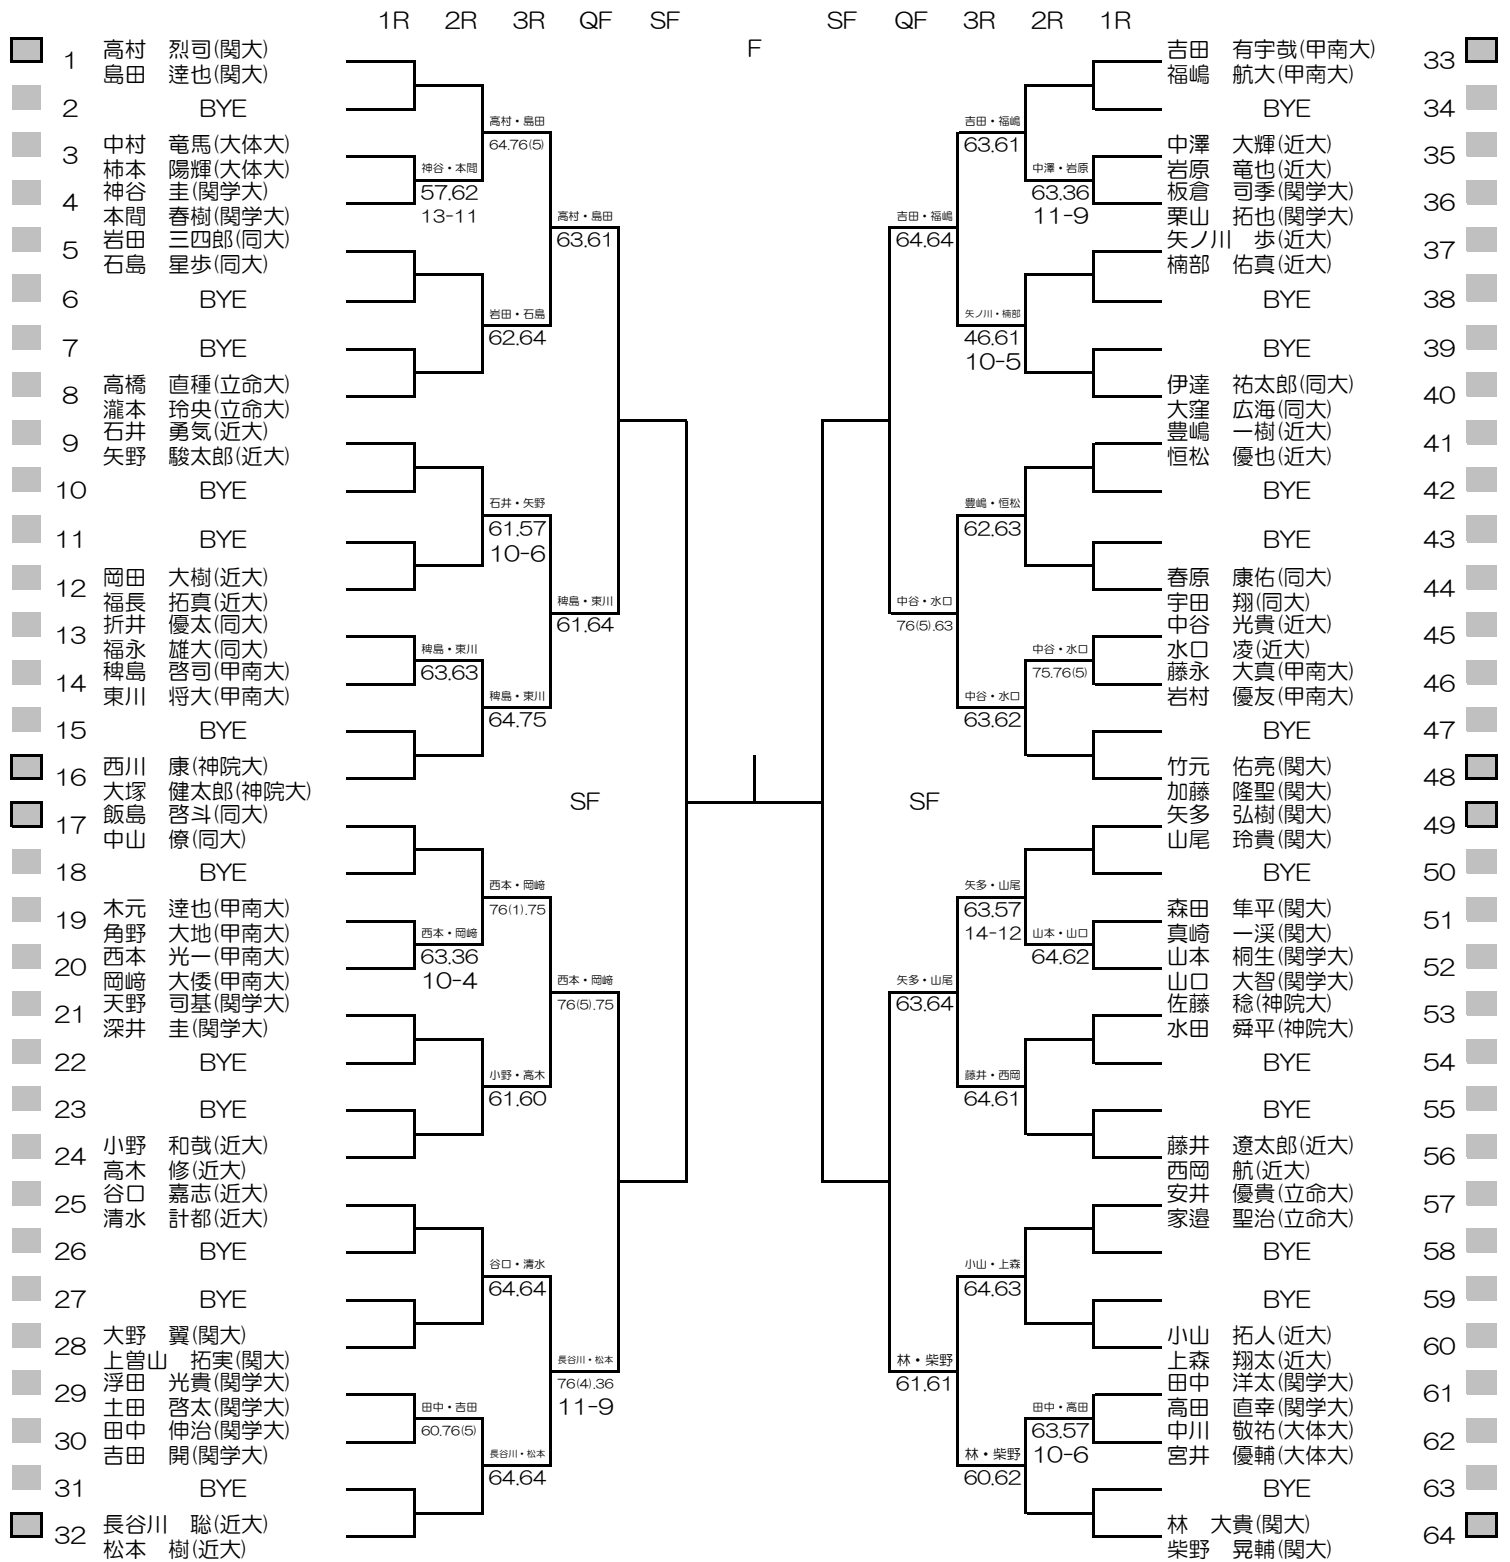 1R 2R 3R QF SF
F
SF QF 3R 2R 1R
1
高村 烈司(関大)
島田 達也(関大)
2 BYE
3
中村 竜馬(大体大)
柿本 陽輝(大体大)
4
神谷 圭(関学大)
本間 春樹(関学大)
5
岩田 三四郎(同大)
石島 星歩(同大)
6 BYE
7 BYE
8
高橋 直種(立命大)
瀧本 玲央(立命大)
9
石井 勇気(近大)
矢野 駿太郎(近大)
10 BYE
11 BYE
12
岡田 大樹(近大)
福長 拓真(近大)
13
折井 優太(同大)
福永 雄大(同大)
14
稗島 啓司(甲南大)
東川 将大(甲南大)
15 BYE
16
西川 康(神院大)
大塚 健太郎(神院大)
17
飯島 啓斗(同大)
中山 僚(同大)
18 BYE
19
木元 達也(甲南大)
角野 大地(甲南大)
20
西本 光一(甲南大)
岡﨑 大倭(甲南大)
21
天野 司基(関学大)
深井 圭(関学大)
22 BYE
23 BYE
24
小野 和哉(近大)
高木 修(近大)
25
谷口 嘉志(近大)
清水 計都(近大)
26 BYE
27 BYE
28
大野 翼(関大)
上曽山 拓実(関大)
29
浮田 光貴(関学大)
土田 啓太(関学大)
30
田中 伸治(関学大)
吉田 開(関学大)
31 BYE
32
長谷川 聡(近大)
松本 樹(近大)
神谷・本間
57.62
13-11
稗島・東川
63.63
西本・岡﨑
63.36
10-4
田中・吉田
60.76(5)
高村・島田
64.76(5)
岩田・石島
62.64
石井・矢野
61.57
10-6
稗島・東川
64.75
西本・岡﨑
76(1).75
小野・高木
61.60
谷口・清水
64.64
長谷川・松本
64.64
高村・島田
63.61
稗島・東川
61.64
西本・岡﨑
76(5).75
長谷川・松本
76(4).36
11-9
SF
SF
吉田・福嶋
64.64
中谷・水口
76(5).63
矢多・山尾
63.64
林・柴野
61.61
吉田・福嶋
63.61
矢ノ川・楠部
46.61
10-5
豊嶋・恒松
62.63
中谷・水口
63.62
矢多・山尾
63.57
14-12
藤井・西岡
64.61
小山・上森
64.63
林・柴野
60.62
中澤・岩原
63.36
11-9
中谷・水口
75.76(5)
山本・山口
64.62
田中・高田
63.57
10-6
吉田 有宇哉(甲南大)
福嶋 航大(甲南大)
33
BYE 34
中澤 大輝(近大)
岩原 竜也(近大)
35
板倉 司季(関学大)
栗山 拓也(関学大)
36
矢ノ川 歩(近大)
楠部 佑真(近大)
37
BYE 38
BYE 39
伊達 祐太郎(同大)
大窪 広海(同大)
40
豊嶋 一樹(近大)
恒松 優也(近大)
41
BYE 42
BYE 43
春原 康佑(同大)
宇田 翔(同大)
44
中谷 光貴(近大)
水口 凌(近大)
45
藤永 大真(甲南大)
岩村 優友(甲南大)
46
BYE 47
竹元 佑亮(関大)
加藤 隆聖(関大)
48
矢多 弘樹(関大)
山尾 玲貴(関大)
49
BYE 50
森田 隼平(関大)
真崎 一渓(関大)
51
山本 桐生(関学大)
山口 大智(関学大)
52
佐藤 稔(神院大)
水田 舜平(神院大)
53
BYE 54
BYE 55
藤井 遼太郎(近大)
西岡 航(近大)
56
安井 優貴(立命大)
家邉 聖治(立命大)
57
BYE 58
BYE 59
小山 拓人(近大)
上森 翔太(近大)
60
田中 洋太(関学大)
高田 直幸(関学大)
61
中川 敬祐(大体大)
宮井 優輔(大体大)
62
BYE 63
林 大貴(関大)
柴野 晃輔(関大)
64